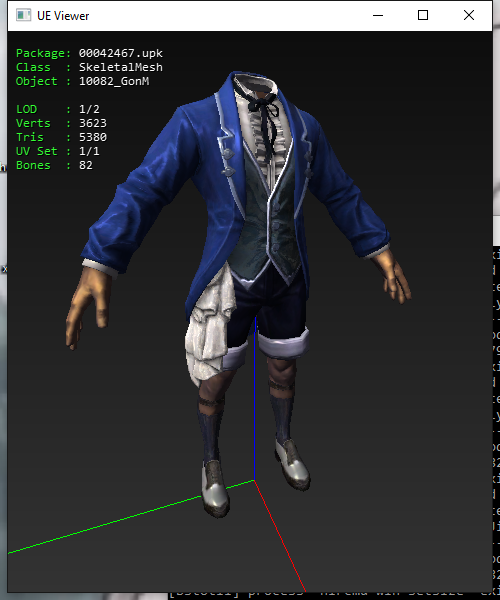 UE Viewer
Package: 00042467.upk
Class : SkeletalMesh
Object : 10082_GonM
LOD : 1/2
Verts : 3623
Tris : 5380
UV Set : 1/1
Bones : 82